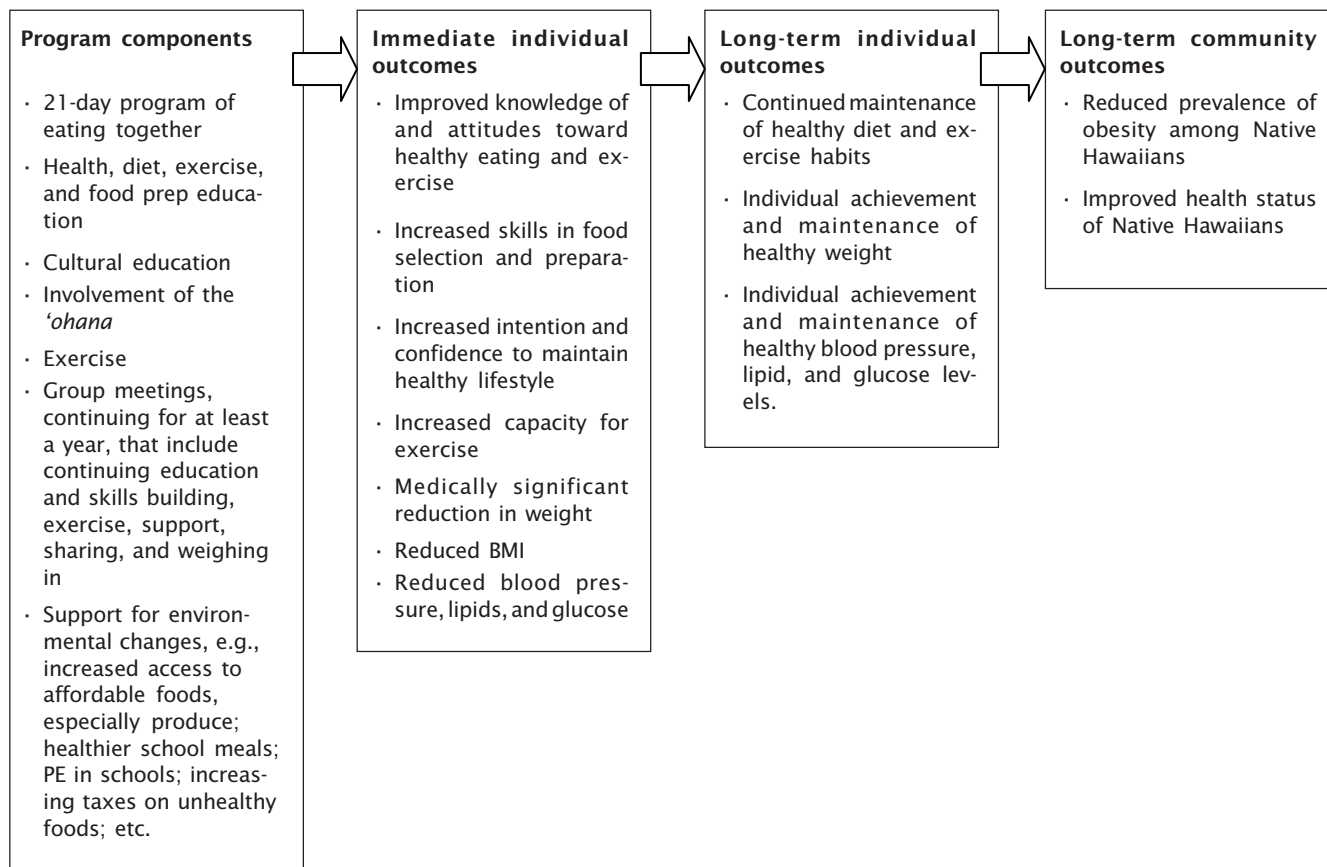 Program components
· 21-day program of
eating together
· Health, diet, exercise,
and food prep educa-
tion
· Cultural education
· Involvement of the
‘ohana
· Exercise
· Group meetings,
continuing for at least
a year, that include
continuing education
and skills building,
exercise, support,
sharing, and weighing
in
· Support for environ-
mental changes, e.g.,
increased access to
affordable foods,
especially produce;
healthier school meals;
PE in schools; increas-
ing taxes on unhealthy
foods; etc.
Immediate individual
outcomes
· Improved knowledge of
and attitudes toward
healthy eating and ex-
ercise
· Increased skills in food
selection and prepara-
tion
· Increased intention and
confidence to maintain
healthy lifestyle
· Increased capacity for
exercise
· Medically significant
reduction in weight
· Reduced BMI
· Reduced blood pres-
sure, lipids, and glucose
Long-term individual
outcomes
· Continued maintenance
of healthy diet and ex-
ercise habits
· Individual achievement
and maintenance of
healthy weight
· Individual achievement
and maintenance of
healthy blood pressure,
lipid, and glucose lev-
els.
Long-term community
outcomes
· Reduced prevalence of
obesity among Native
Hawaiians
· Improved health status
of Native Hawaiians